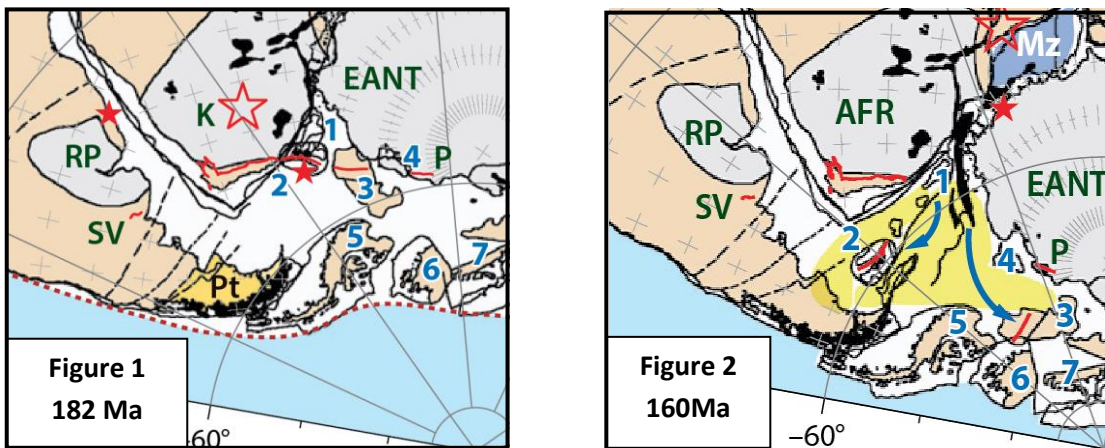 EANT
K
RP
1
4
P
2
3
SV
5
6
7
Pt
Figure 1
182 Ma
60°
Mz
AFR
RP
1
EANT
SV
2
4
P
3
5
6
7
Figure 2
160Ma
–60°